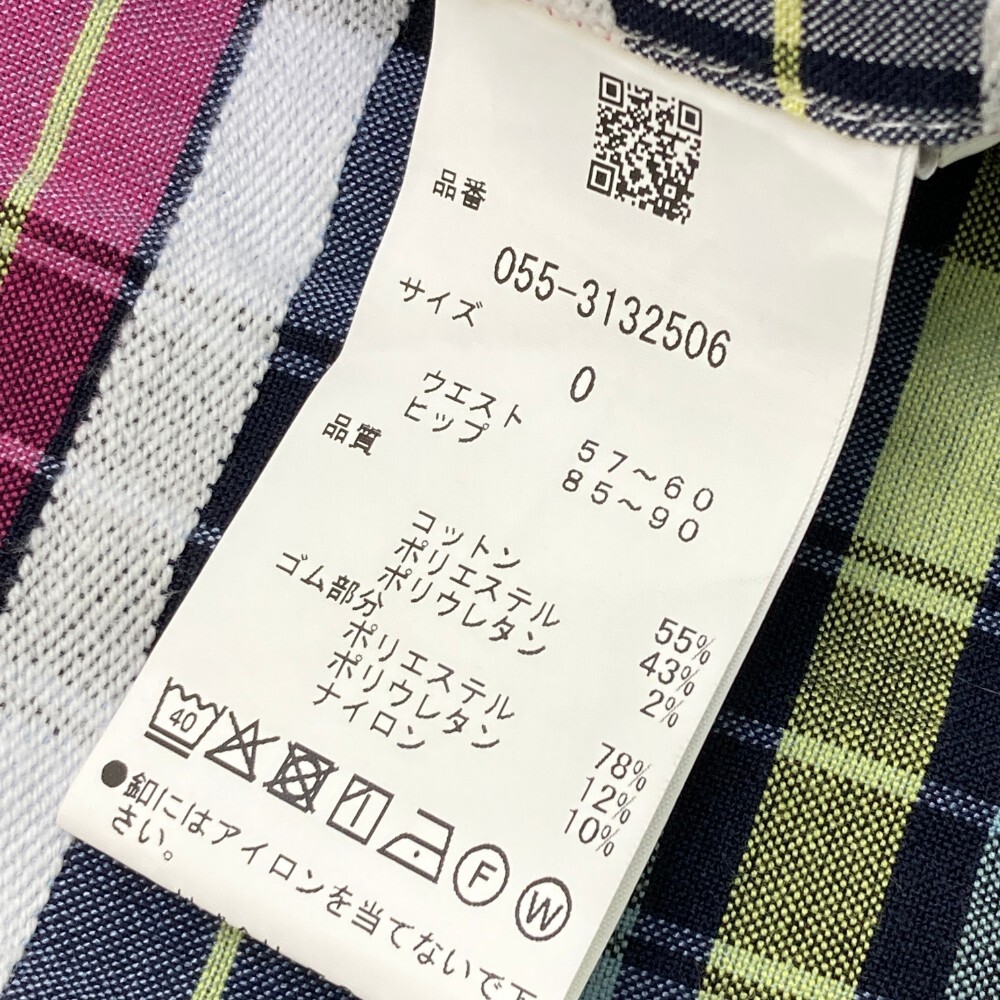 品番
055-3132506
サイズ
0
ウエスト 57～60
ヒップ 85～90
品質
コットン 55%
ポリエステル 43%
ポリウレタン 2%
ゴム部分
ポリエステル 78%
ポリウレタン 12%
ナイロン 10%
40
F W
●釦にはアイロンを当てないで下
さい。